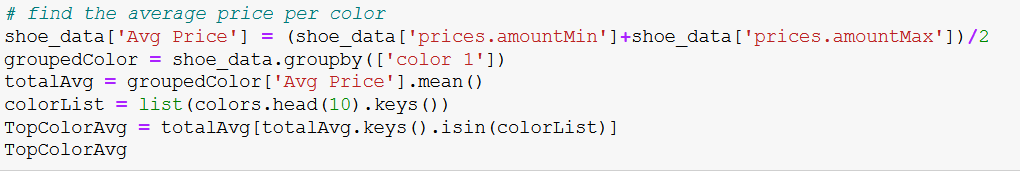 # find the average price per color
shoe_data['Avg Price'] = (shoe_data['prices.amountMin']+shoe_data['prices.amountMax'])/2
groupedColor = shoe_data.groupby(['color 1'])
totalAvg = groupedColor['Avg Price'].mean()
colorList = list(colors.head(10).keys())
TopColorAvg = totalAvg[totalAvg.keys().isin(colorList)]
TopColorAvg